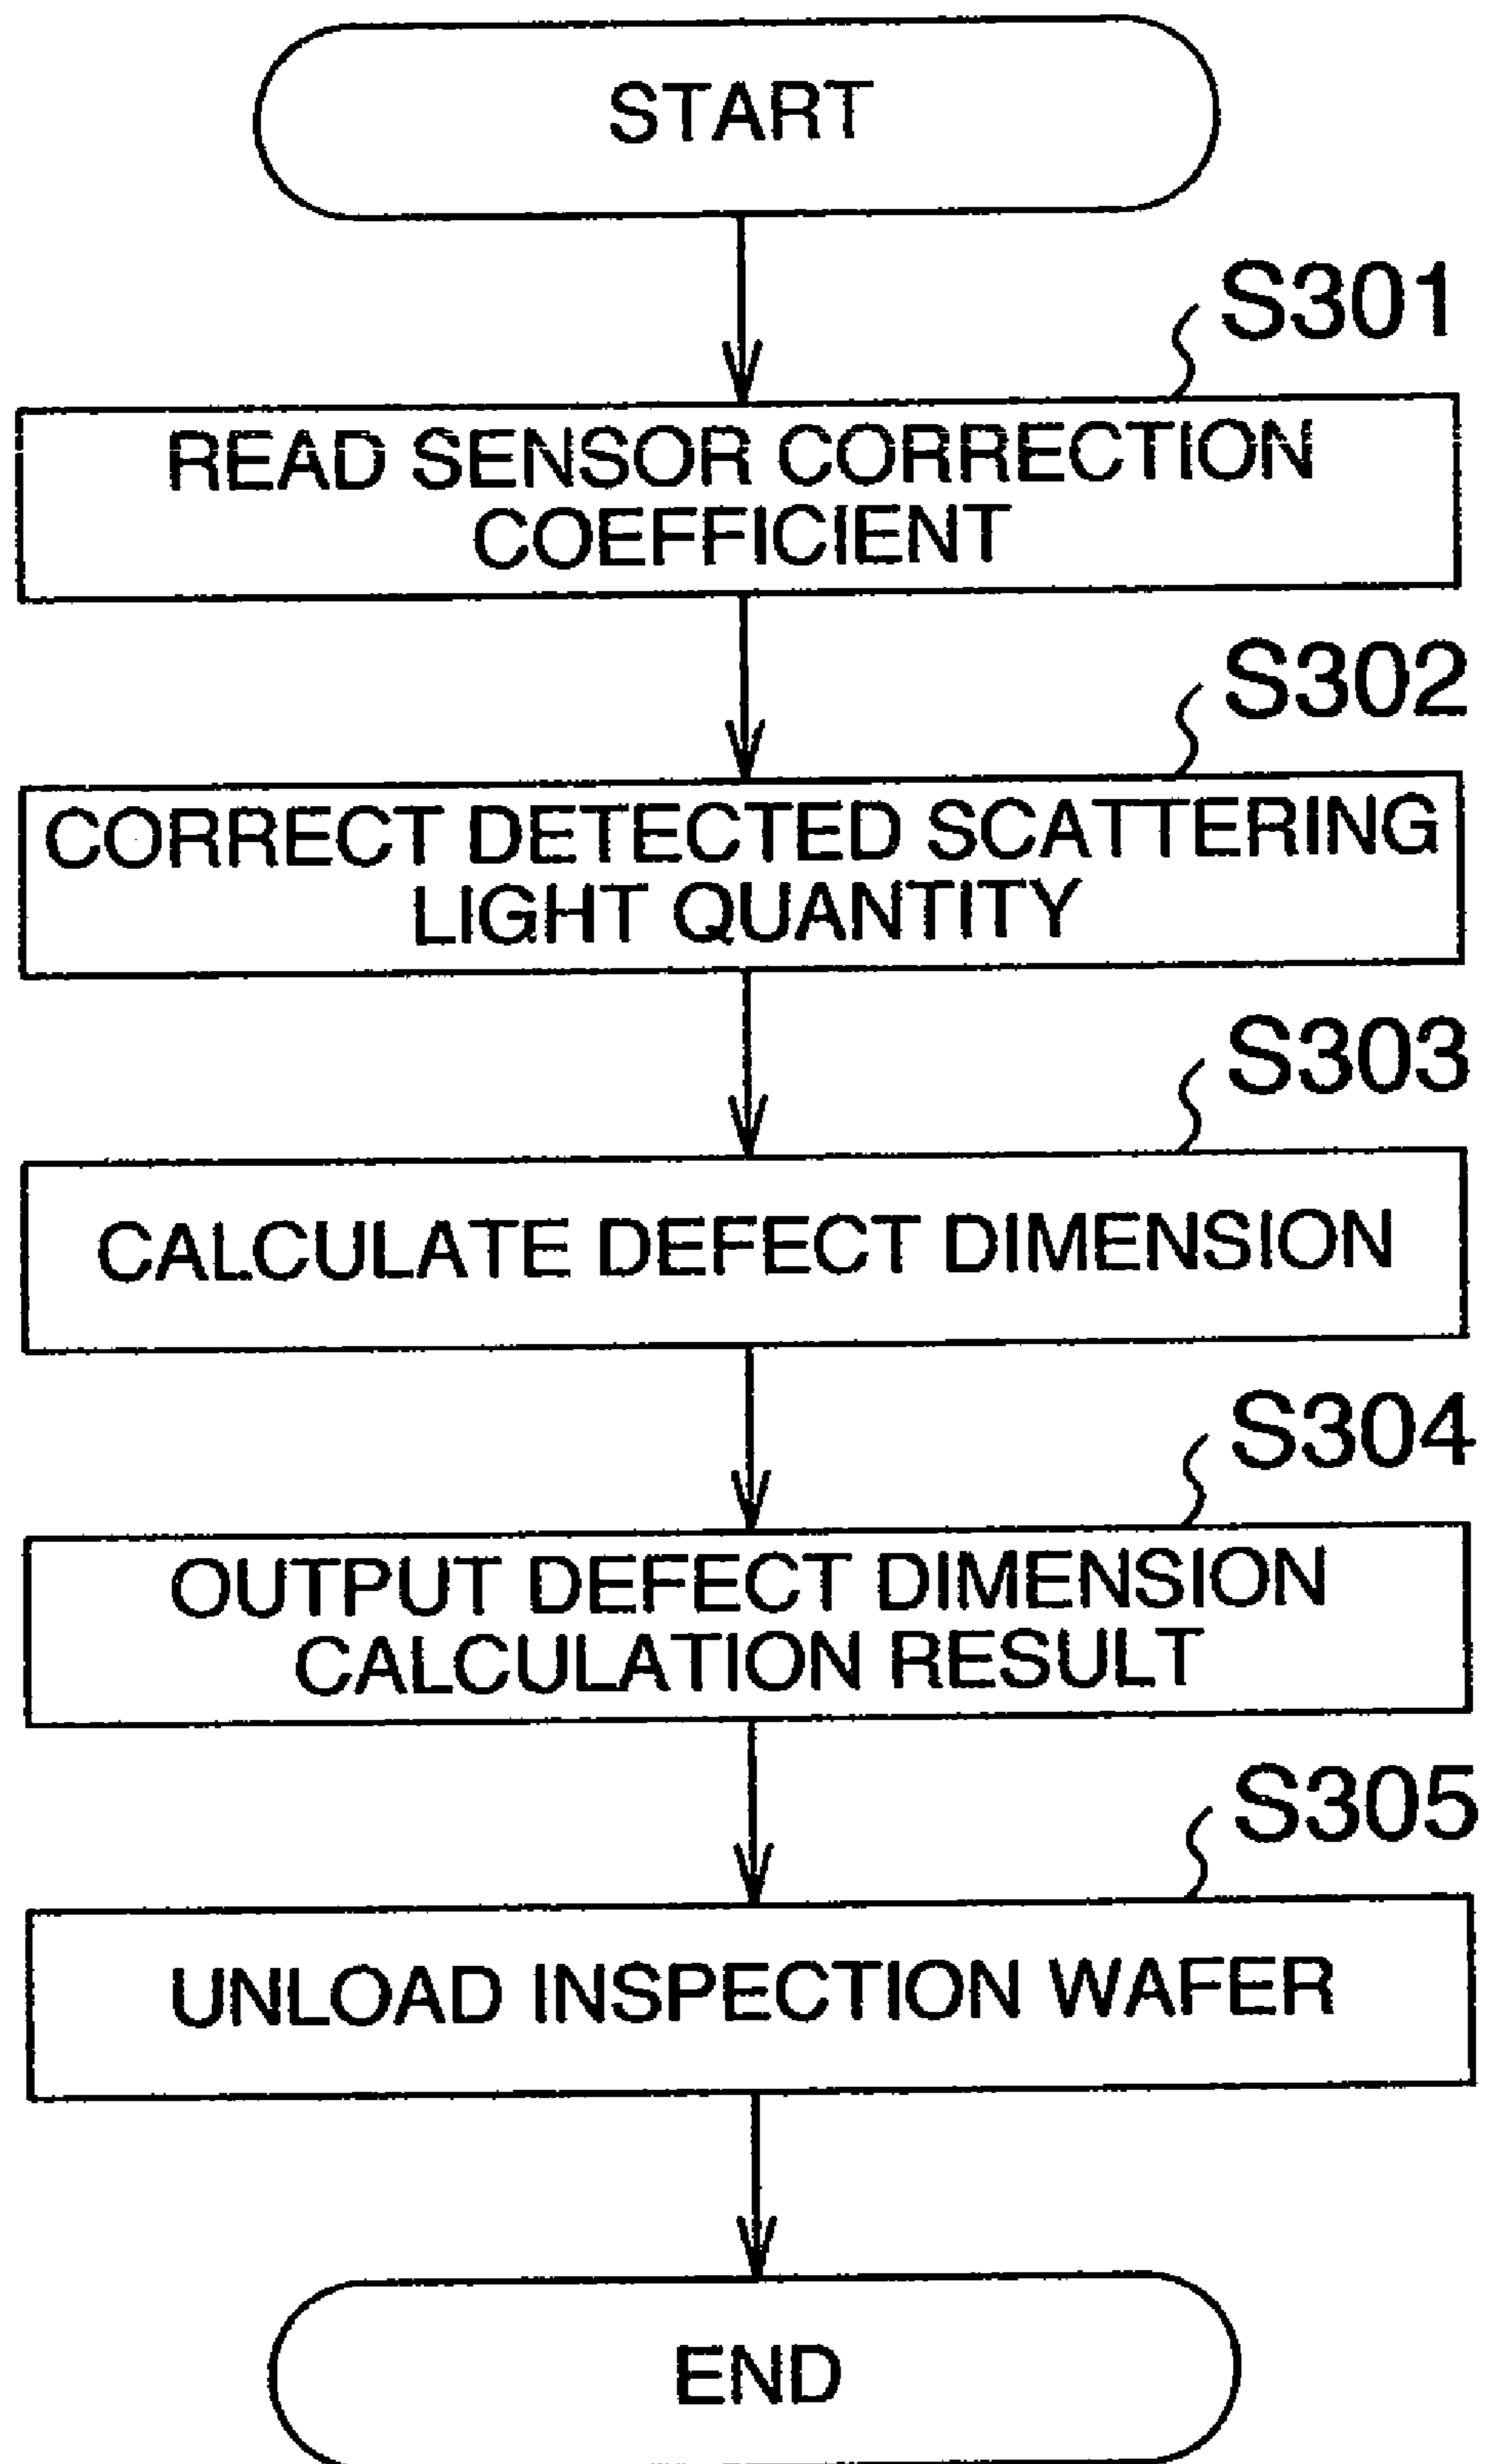 START
S301
READ SENSOR CORRECTION
COEFFICIENT
S302
CORRECT DETECTED SCATTERING
LIGHT QUANTITY
S303
CALCULATE DEFECT DIMENSION
S304
OUTPUT DEFECT DIMENSION
CALCULATION RESULT
S305
UNLOAD INSPECTION WAFER
END